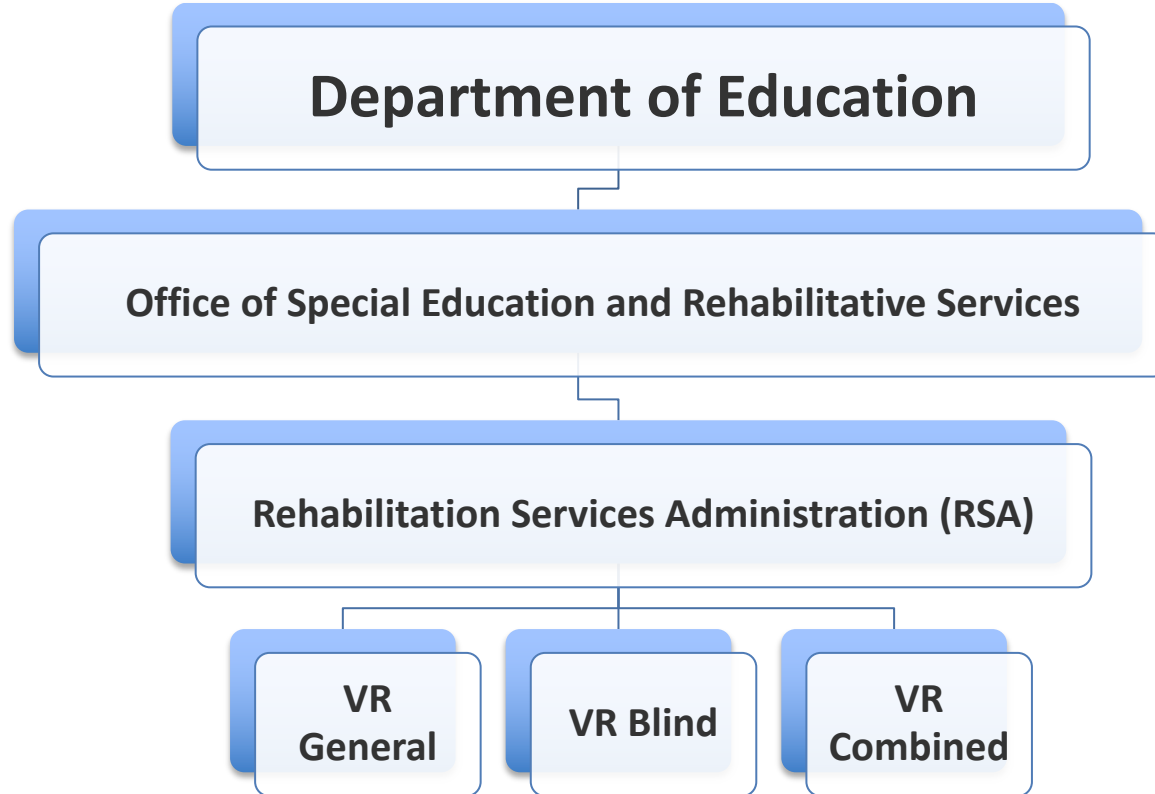 Department of Education
Office of Special Education and Rehabilitative Services
Rehabilitation Services Administration (RSA)
VR
General
VR Blind
VR
Combined